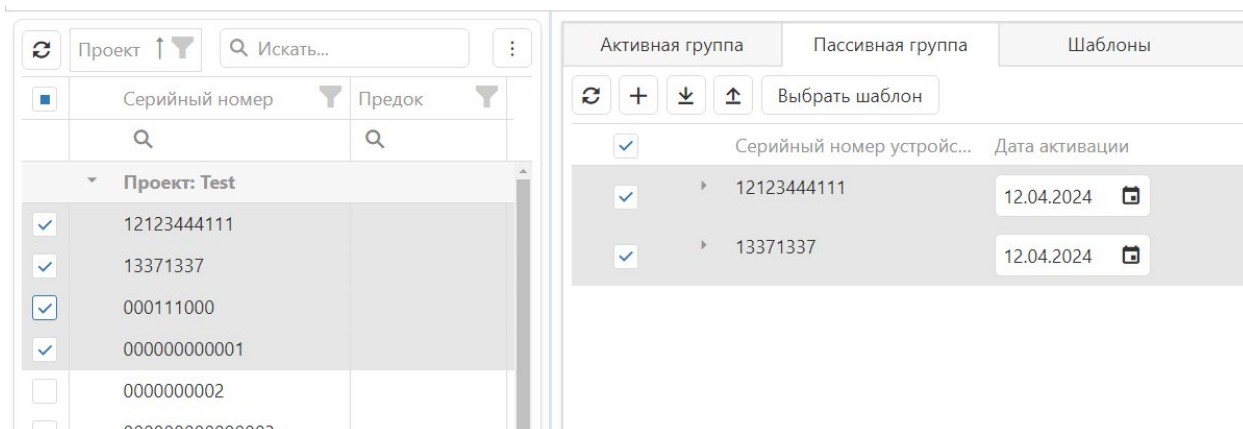 Проект
Искать...
Серийный номер
Предок
Проект: Test
12123444111
13371337
000111000
000000000001
0000000002
Активная группа
Пассивная группа
Шаблоны
Выбрать шаблон
Серийный номер устройс...
Дата активации
12123444111
12.04.2024
13371337
12.04.2024